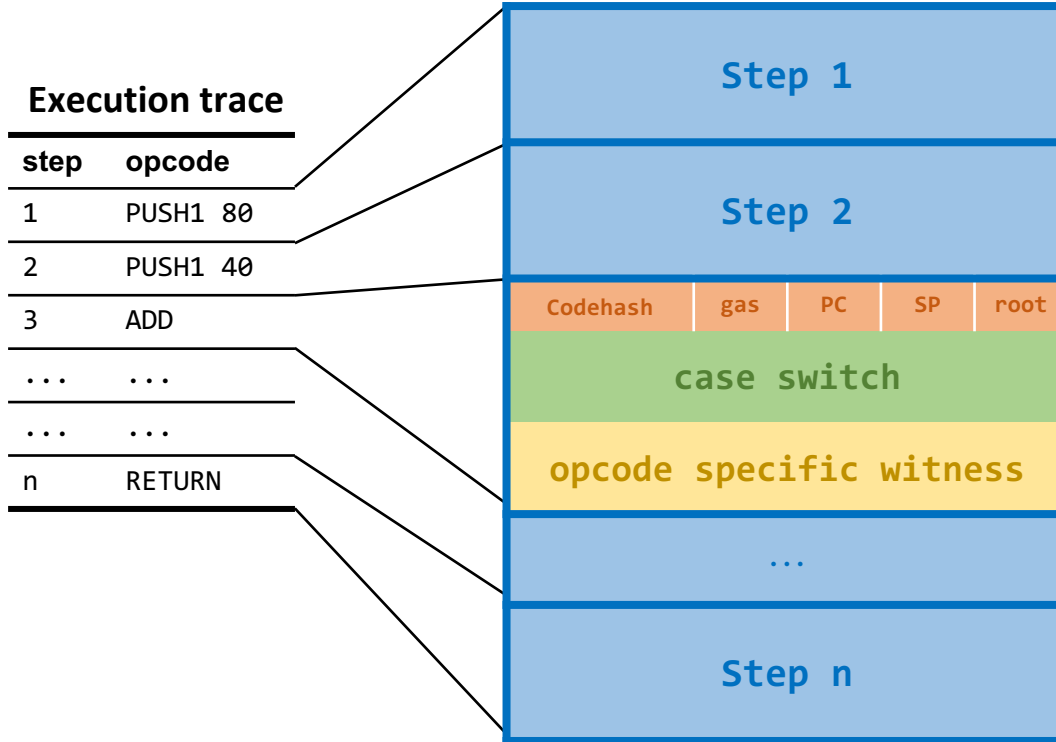 Execution trace
step opcode
1 PUSH1 80
2 PUSH1 40
3 ADD
... ...
... ...
n RETURN
Step 1
Step 2
Codehash gas PC SP root
case switch
opcode specific witness
...
Step n